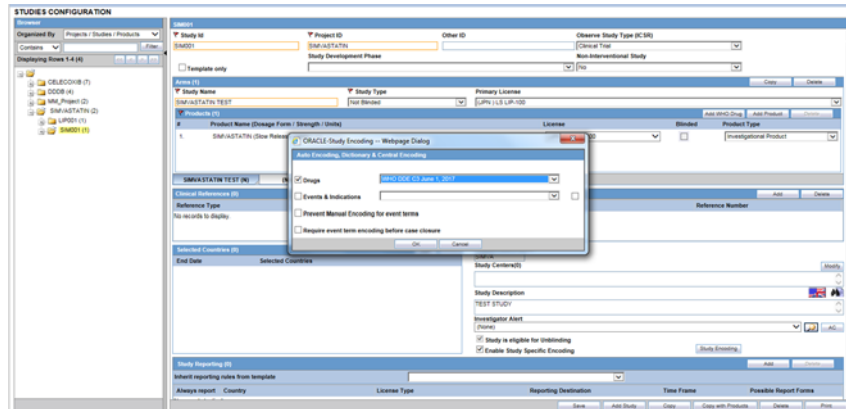 STUDIES CONFIGURATION
Browser
Organized By Projects / Studies / Products
Contains Filter
Displaying Rows 1-4 (4)
CELECOXIB (7)
DDDB (4)
MM_Project (2)
SIMVASTATIN (2)
LIP001 (1)
SIM001 (1)
SIM001
Study Id Project ID Other ID Observe Study Type (ICSR)
SIM001 SIMVASTATIN Clinical Trial
Study Development Phase Non-Interventional Study
Template only No
Arms (1) Copy Delete
Study Name Study Type Primary License
SIMVASTATIN TEST Not Blinded (JPN ) LS LIP-100
Products (1) Add WHO Drug Add Product Delete
# Product Name (Dosage Form / Strength / Units) License Blinded Product Type
1. SIMVASTATIN (Slow Releas Investigational Product
ORACLE-Study Encoding -- Webpage Dialog
Auto Encoding, Dictionary & Central Encoding
Drugs WHO DDE C3 June 1, 2017
Events & Indications
Prevent Manual Encoding for event terms
Require event term encoding before case closure
OK Cancel
SIMVASTATIN TEST (N)
Clinical References (0) Add Delete
Reference Type Reference Number
No records to display.
Selected Countries (0)
End Date Selected Countries
Study Centers(0) Modify
Study Description
TEST STUDY
Investigator Alert
(None) AC
Study is eligible for Unblinding
Enable Study Specific Encoding Study Encoding
Study Reporting (0) Add Delete
Inherit reporting rules from template
Always report Country License Type Reporting Destination Time Frame Possible Report Forms
Save Add Study Copy Copy with Products Delete Print